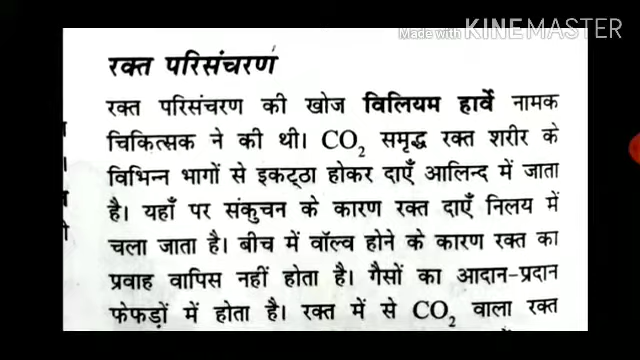 Made with KINEMASTER
रक्त परिसंचरण
रक्त परिसंचरण की खोज विलियम हार्वे नामक
चिकित्सक ने की थी। CO₂ समृद्ध रक्त शरीर के
विभिन्न भागों से इकट्ठा होकर दाएँ आलिन्द में जाता
है। यहाँ पर संकुचन के कारण रक्त दाएँ निलय में
चला जाता है। बीच में वॉल्व होने के कारण रक्त का
प्रवाह वापिस नहीं होता है। गैसों का आदान-प्रदान
फेफड़ों में होता है। रक्त में से CO₂ वाला रक्त